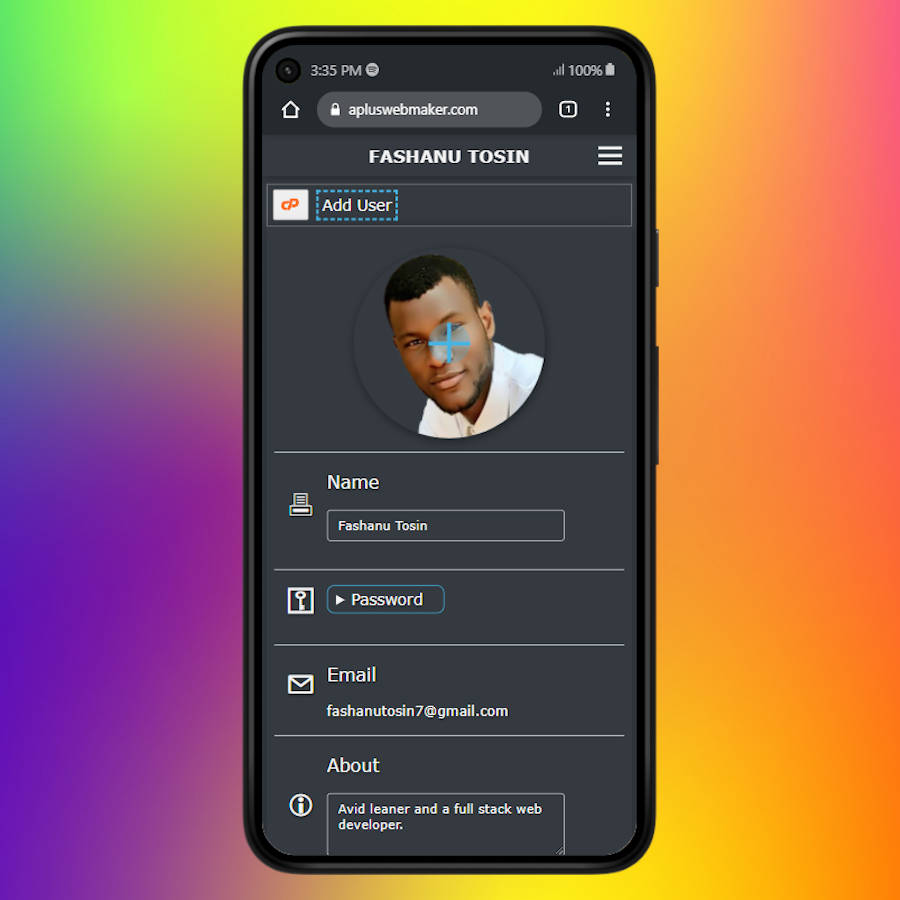 3:35 PM
100%
apluswebmaker.com
1
FASHANU TOSIN
cP
Add User
Name
Fashanu Tosin
Password
Email
fashanutosin7@gmail.com
About
Avid leaner and a full stack web
developer.